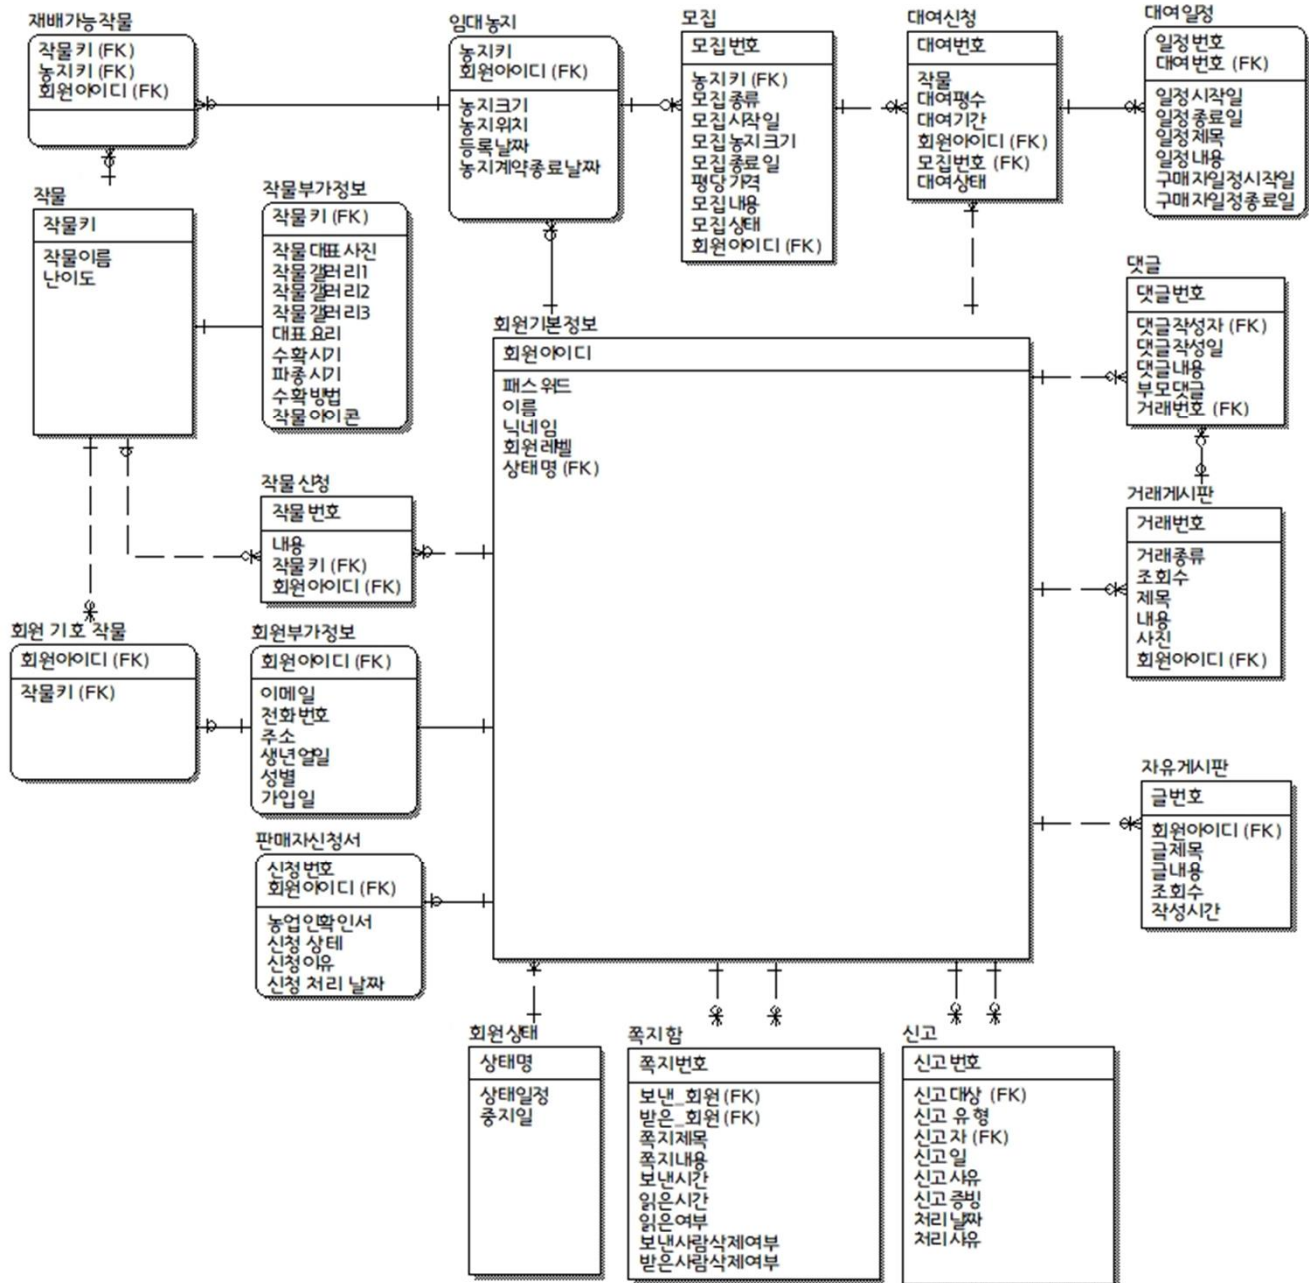 재배가능작물
작물키 (FK)
농지키 (FK)
회원아이디 (FK)
임대농지
농지키
회원아이디 (FK)
농지크기
농지위치
등록날짜
농지계약종료날짜
모집
모집번호
농지키 (FK)
모집종류
모집시작일
모집농지크기
모집종료일
평당가격
모집내용
모집상태
회원아이디 (FK)
대여신청
대여번호
작물
대여평수
대여기간
회원아이디 (FK)
모집번호 (FK)
대여상태
대여일정
일정번호
대여번호 (FK)
일정시작일
일정종료일
일정제목
일정내용
구매자일정시작일
구매자일정종료일
작물
작물키
작물이름
난이도
작물부가정보
작물키 (FK)
작물대표사진
작물갤러리1
작물갤러리2
작물갤러리3
대표요리
수확시기
파종시기
수확방법
작물아이콘
회원기본정보
회원아이디
패스워드
이름
닉네임
회원레벨
상태명 (FK)
댓글
댓글번호
댓글작성자 (FK)
댓글작성일
댓글내용
부모댓글
거래번호 (FK)
작물신청
작물번호
내용
작물키 (FK)
회원아이디 (FK)
거래게시판
거래번호
거래종류
조회수
제목
내용
사진
회원아이디 (FK)
회원 기호 작물
회원아이디 (FK)
작물키 (FK)
회원부가정보
회원아이디 (FK)
이메일
전화번호
주소
생년얼일
성별
가입일
자유게시판
글번호
회원아이디 (FK)
글제목
글내용
조회수
작성시간
판매자신청서
신청번호
회원아이디 (FK)
농업인확인서
신청 상테
신청이유
신청 처리 날짜
회원상태
상태명
상태일정
중지일
쪽지함
쪽지번호
보낸_회원 (FK)
받은_회원 (FK)
쪽지제목
쪽지내용
보낸시간
읽은시간
읽은여부
보낸사람삭제여부
받은사람삭제여부
신고
신고번호
신고대상 (FK)
신고 유형
신고자 (FK)
신고일
신고사유
신고증빙
처리날짜
처리사유